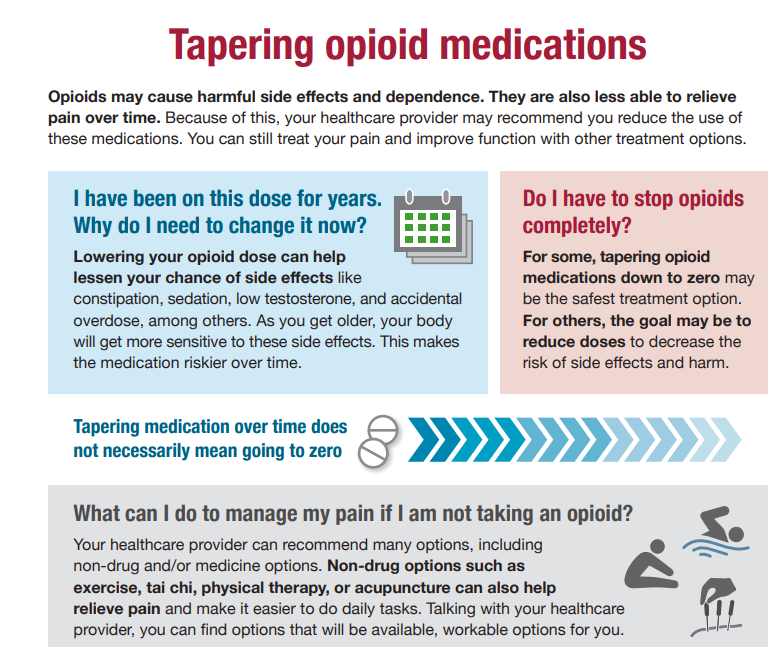 Tapering opioid medications
Opioids may cause harmful side effects and dependence. They are also less able to relieve
pain over time. Because of this, your healthcare provider may recommend you reduce the use of
these medications. You can still treat your pain and improve function with other treatment options.
I have been on this dose for years.
Why do I need to change it now?
Lowering your opioid dose can help
lessen your chance of side effects like
constipation, sedation, low testosterone, and accidental
overdose, among others. As you get older, your body
will get more sensitive to these side effects. This makes
the medication riskier over time.
Do I have to stop opioids
completely?
For some, tapering opioid
medications down to zero may
be the safest treatment option.
For others, the goal may be to
reduce doses to decrease the
risk of side effects and harm.
Tapering medication over time does
not necessarily mean going to zero
What can I do to manage my pain if I am not taking an opioid?
Your healthcare provider can recommend many options, including
non-drug and/or medicine options. Non-drug options such as
exercise, tai chi, physical therapy, or acupuncture can also help
relieve pain and make it easier to do daily tasks. Talking with your healthcare
provider, you can find options that will be available, workable options for you.